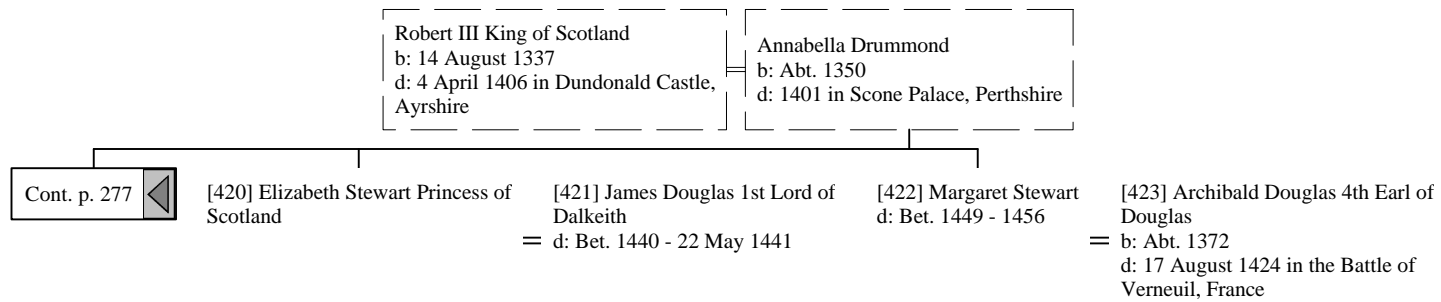 Robert III King of Scotland
b: 14 August 1337
d: 4 April 1406 in Dundonald Castle,
Ayrshire
Annabella Drummond
b: Abt. 1350
d: 1401 in Scone Palace, Perthshire
Cont. p. 277
[420] Elizabeth Stewart Princess of
Scotland
[421] James Douglas 1st Lord of
Dalkeith
= d: Bet. 1440 - 22 May 1441
[422] Margaret Stewart
d: Bet. 1449 - 1456
[423] Archibald Douglas 4th Earl of
Douglas
= b: Abt. 1372
d: 17 August 1424 in the Battle of
Verneuil, France